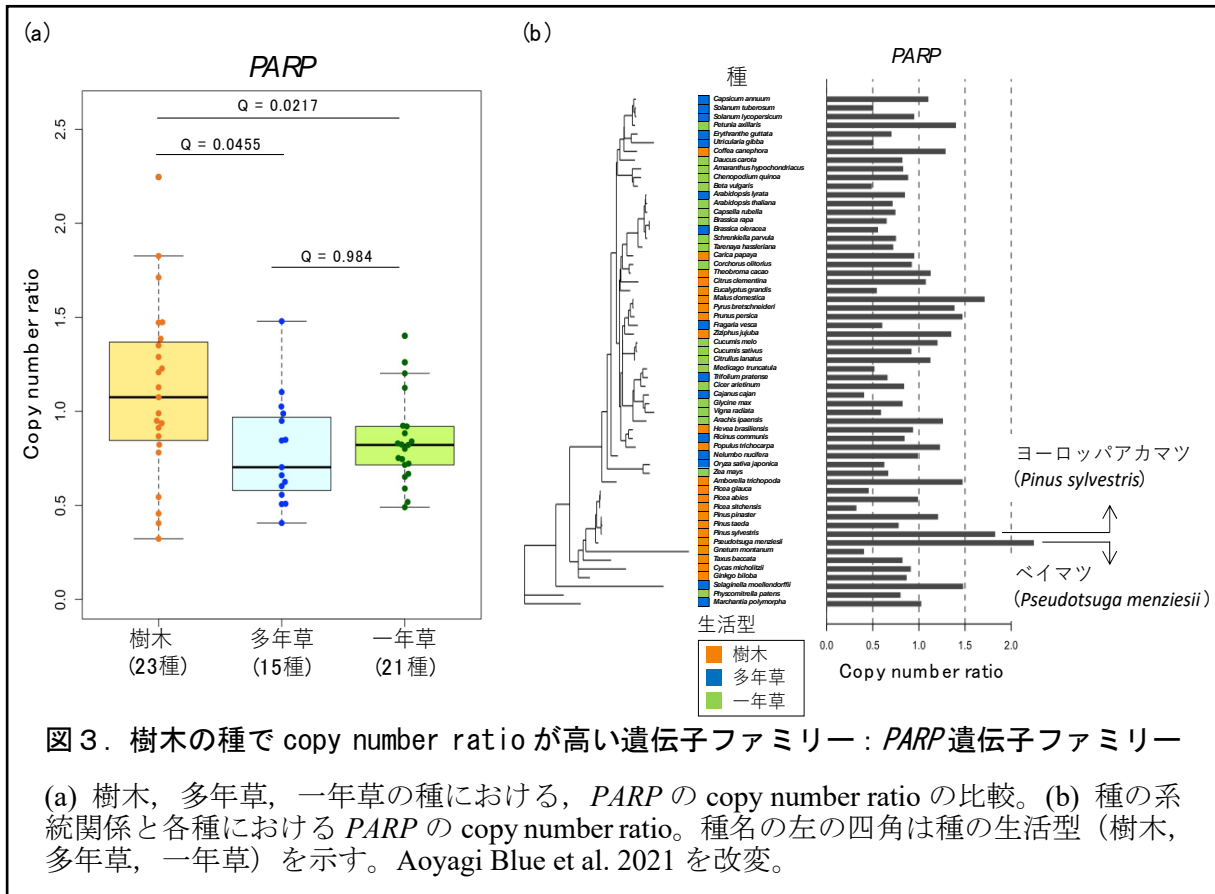 (a)
PARP
Q = 0.0217
Q = 0.0455
Q = 0.984
Copy number ratio
2.5
2.0
1.5
1.0
0.5
0.0
樹木
(23種)
多年草
(15種)
一年草
(21種)
(b)
種
PARP
Capsicum annuum
Solanum tuberosum
Solanum lycopersicum
Petunia axillaris
Erythranthe guttata
Utricularia gibba
Coffea canephora
Daucus carota
Amaranthus hypochondriacus
Chenopodium quinoa
Beta vulgaris
Arabidopsis lyrata
Arabidopsis thaliana
Capsella rubella
Brassica rapa
Brassica oleracea
Schrenkiella parvula
Tarenaya hassleriana
Carica papaya
Corchorus olitorius
Theobroma cacao
Citrus clementina
Eucalyptus grandis
Malus domestica
Pyrus bretschneideri
Prunus persica
Fragaria vesca
Ziziphus jujuba
Cucumis melo
Cucumis sativus
Citrullus lanatus
Medicago truncatula
Trifolium pratense
Cicer arietinum
Cajanus cajan
Glycine max
Vigna radiata
Arachis ipaensis
Hevea brasiliensis
Ricinus communis
Populus trichocarpa
Nelumbo nucifera
Oryza sativa japonica
Zea mays
Amborella trichopoda
Picea glauca
Picea abies
Picea sitchensis
Pinus pinaster
Pinus taeda
Pinus sylvestris
Pseudotsuga menziesii
Gnetum montanum
Taxus baccata
Cycas micholitzii
Ginkgo biloba
Selaginella moellendorffii
Physcomitrella patens
Marchantia polymorpha
ヨーロッパアカマツ
(Pinus sylvestris)
ベイマツ
(Pseudotsuga menziesii)
生活型
樹木
多年草
一年草
0.0 0.5 1.0 1.5 2.0
Copy number ratio
図3. 樹木の種で copy number ratio が高い遺伝子ファミリー：PARP 遺伝子ファミリー
(a) 樹木，多年草，一年草の種における，PARP の copy number ratio の比較。(b) 種の系
統関係と各種における PARP の copy number ratio。種名の左の四角は種の生活型（樹木，
多年草，一年草）を示す。Aoyagi Blue et al. 2021 を改変。